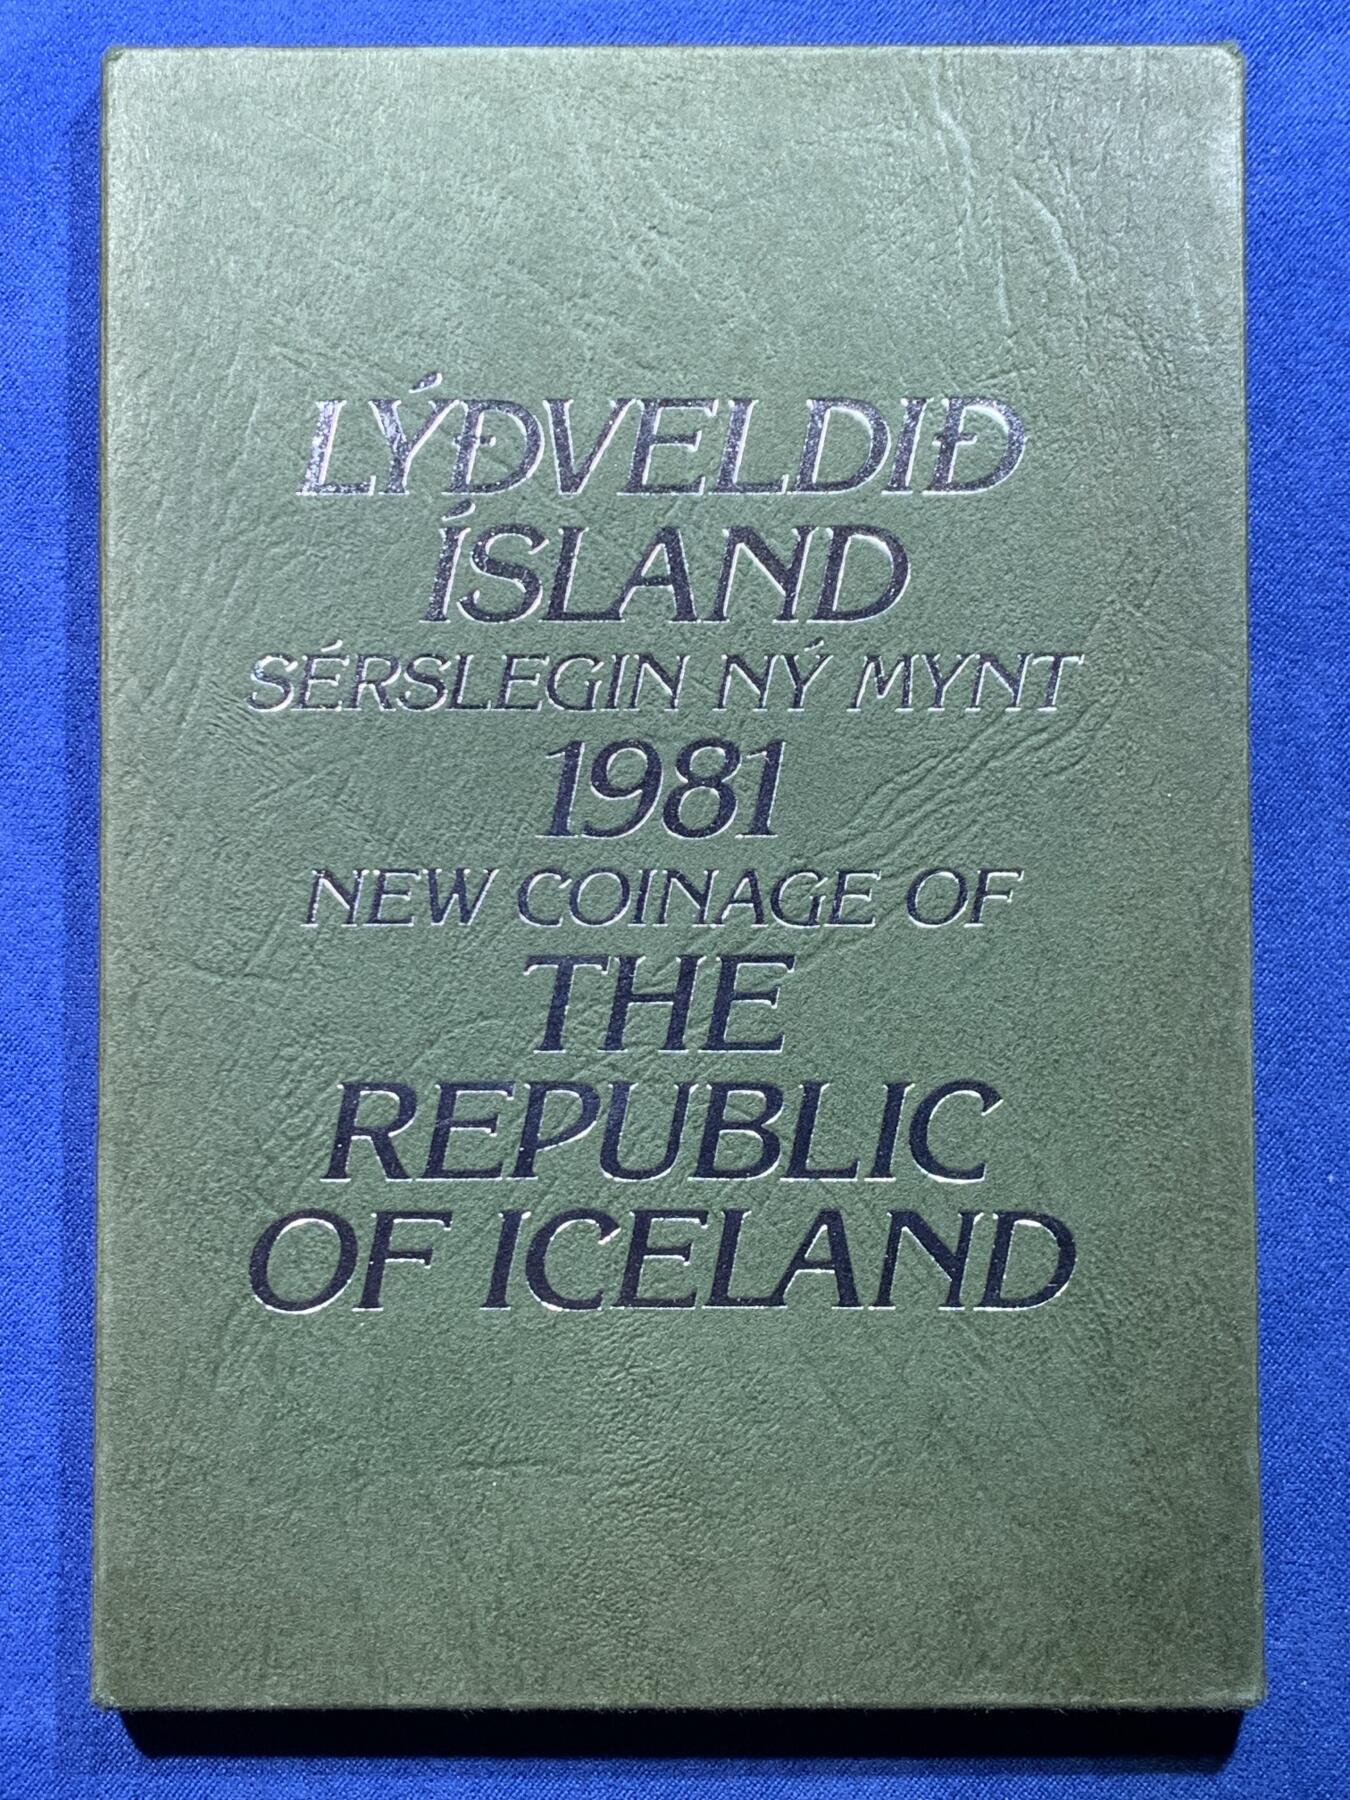 LÝÐVELDIÐ
ÍSLAND
SÉRSLEGIN NÝ MYNT
1981
NEW COINAGE OF
THE
REPUBLIC
OF ICELAND